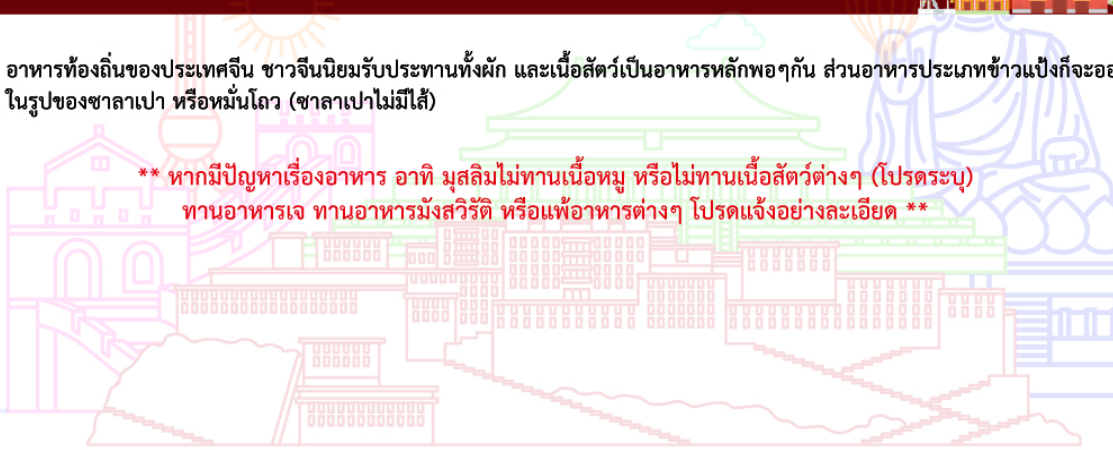 อาหารท้องถิ่นของประเทศจีน ชาวจีนนิยมรับประทานทั้งผัก และเนื้อสัตว์เป็นอาหารหลักพอๆกัน ส่วนอาหารประเภทข้าวแป้งก็จะออ
ในรูปของซาลาเปา หรือหมั่นโถว (ซาลาเปาไม่มีไส้)
** หากมีปัญหาเรื่องอาหาร อาทิ มุสลิมไม่ทานเนื้อหมู หรือไม่ทานเนื้อสัตว์ต่างๆ (โปรดระบุ)
ทานอาหารเจ ทานอาหารมังสวิรัติ หรือแพ้อาหารต่างๆ โปรดแจ้งอย่างละเอียด **